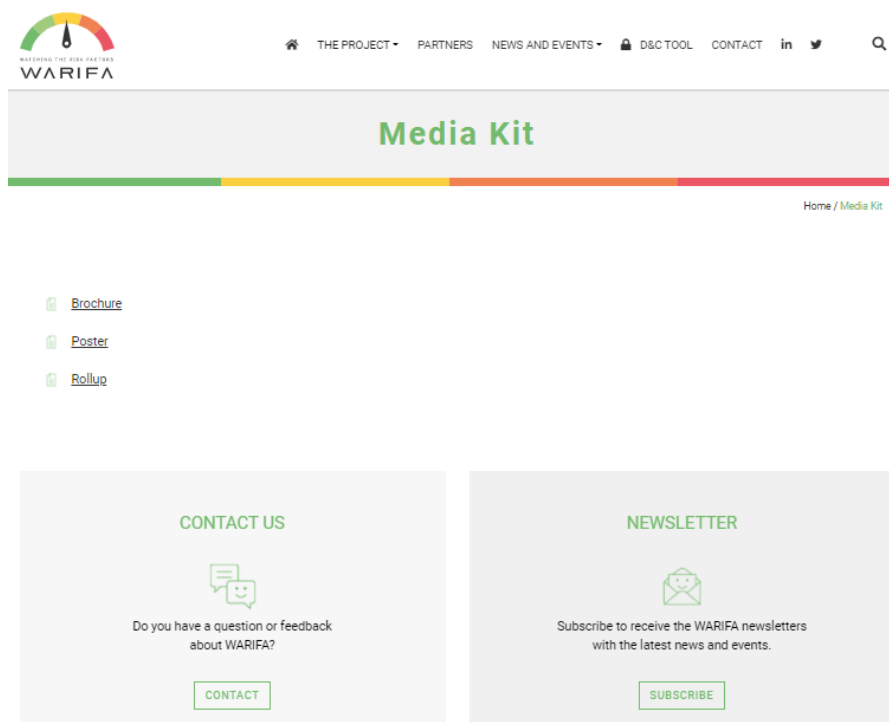 WATCHING THE RISK FACTORS
WARIFA
THE PROJECT
PARTNERS
NEWS AND EVENTS
D&C TOOL
CONTACT
in
Media Kit
Home / Media Kit
Brochure
Poster
Rollup
CONTACT US
Do you have a question or feedback
about WARIFA?
CONTACT
NEWSLETTER
Subscribe to receive the WARIFA newsletters
with the latest news and events.
SUBSCRIBE